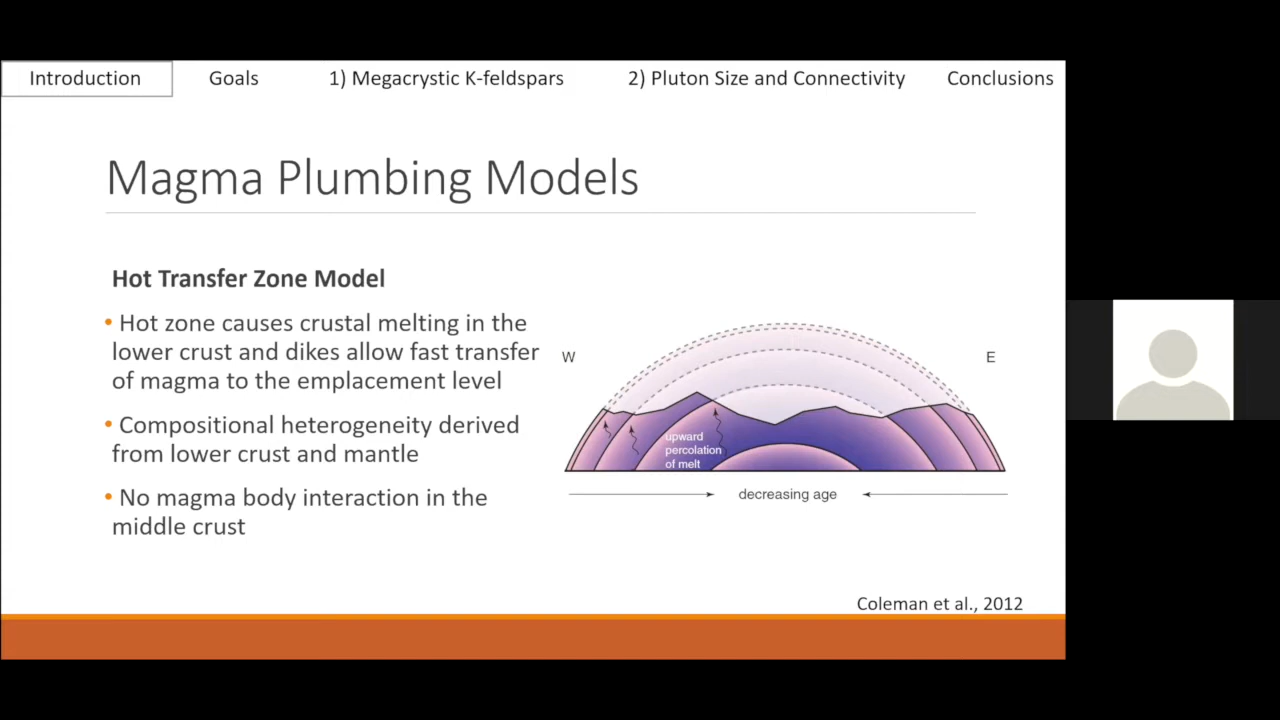 Introduction
Goals
1) Megacrystic K-feldspars
2) Pluton Size and Connectivity
Conclusions
Magma Plumbing Models
Hot Transfer Zone Model
• Hot zone causes crustal melting in the
lower crust and dikes allow fast transfer
of magma to the emplacement level
• Compositional heterogeneity derived
from lower crust and mantle
• No magma body interaction in the
middle crust
W
E
upward
percolation
of melt
decreasing age
Coleman et al., 2012